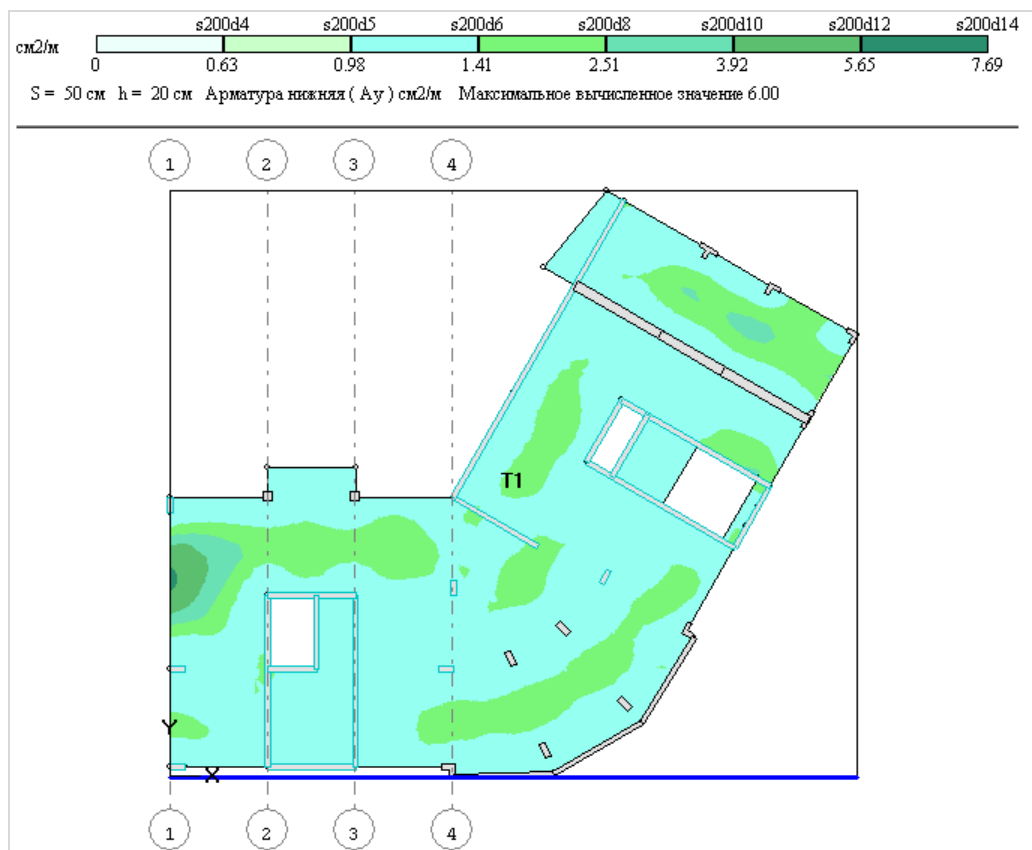 s200d4 s200d5 s200d6 s200d8 s200d10 s200d12 s200d14
см2/м
0 0.63 0.98 1.41 2.51 3.92 5.65 7.69
S = 50 см h = 20 см Арматура нижняя ( Ay ) см2/м Максимальное вычисленное значение 6.00
1 2 3 4
T1
Y
X
1 2 3 4